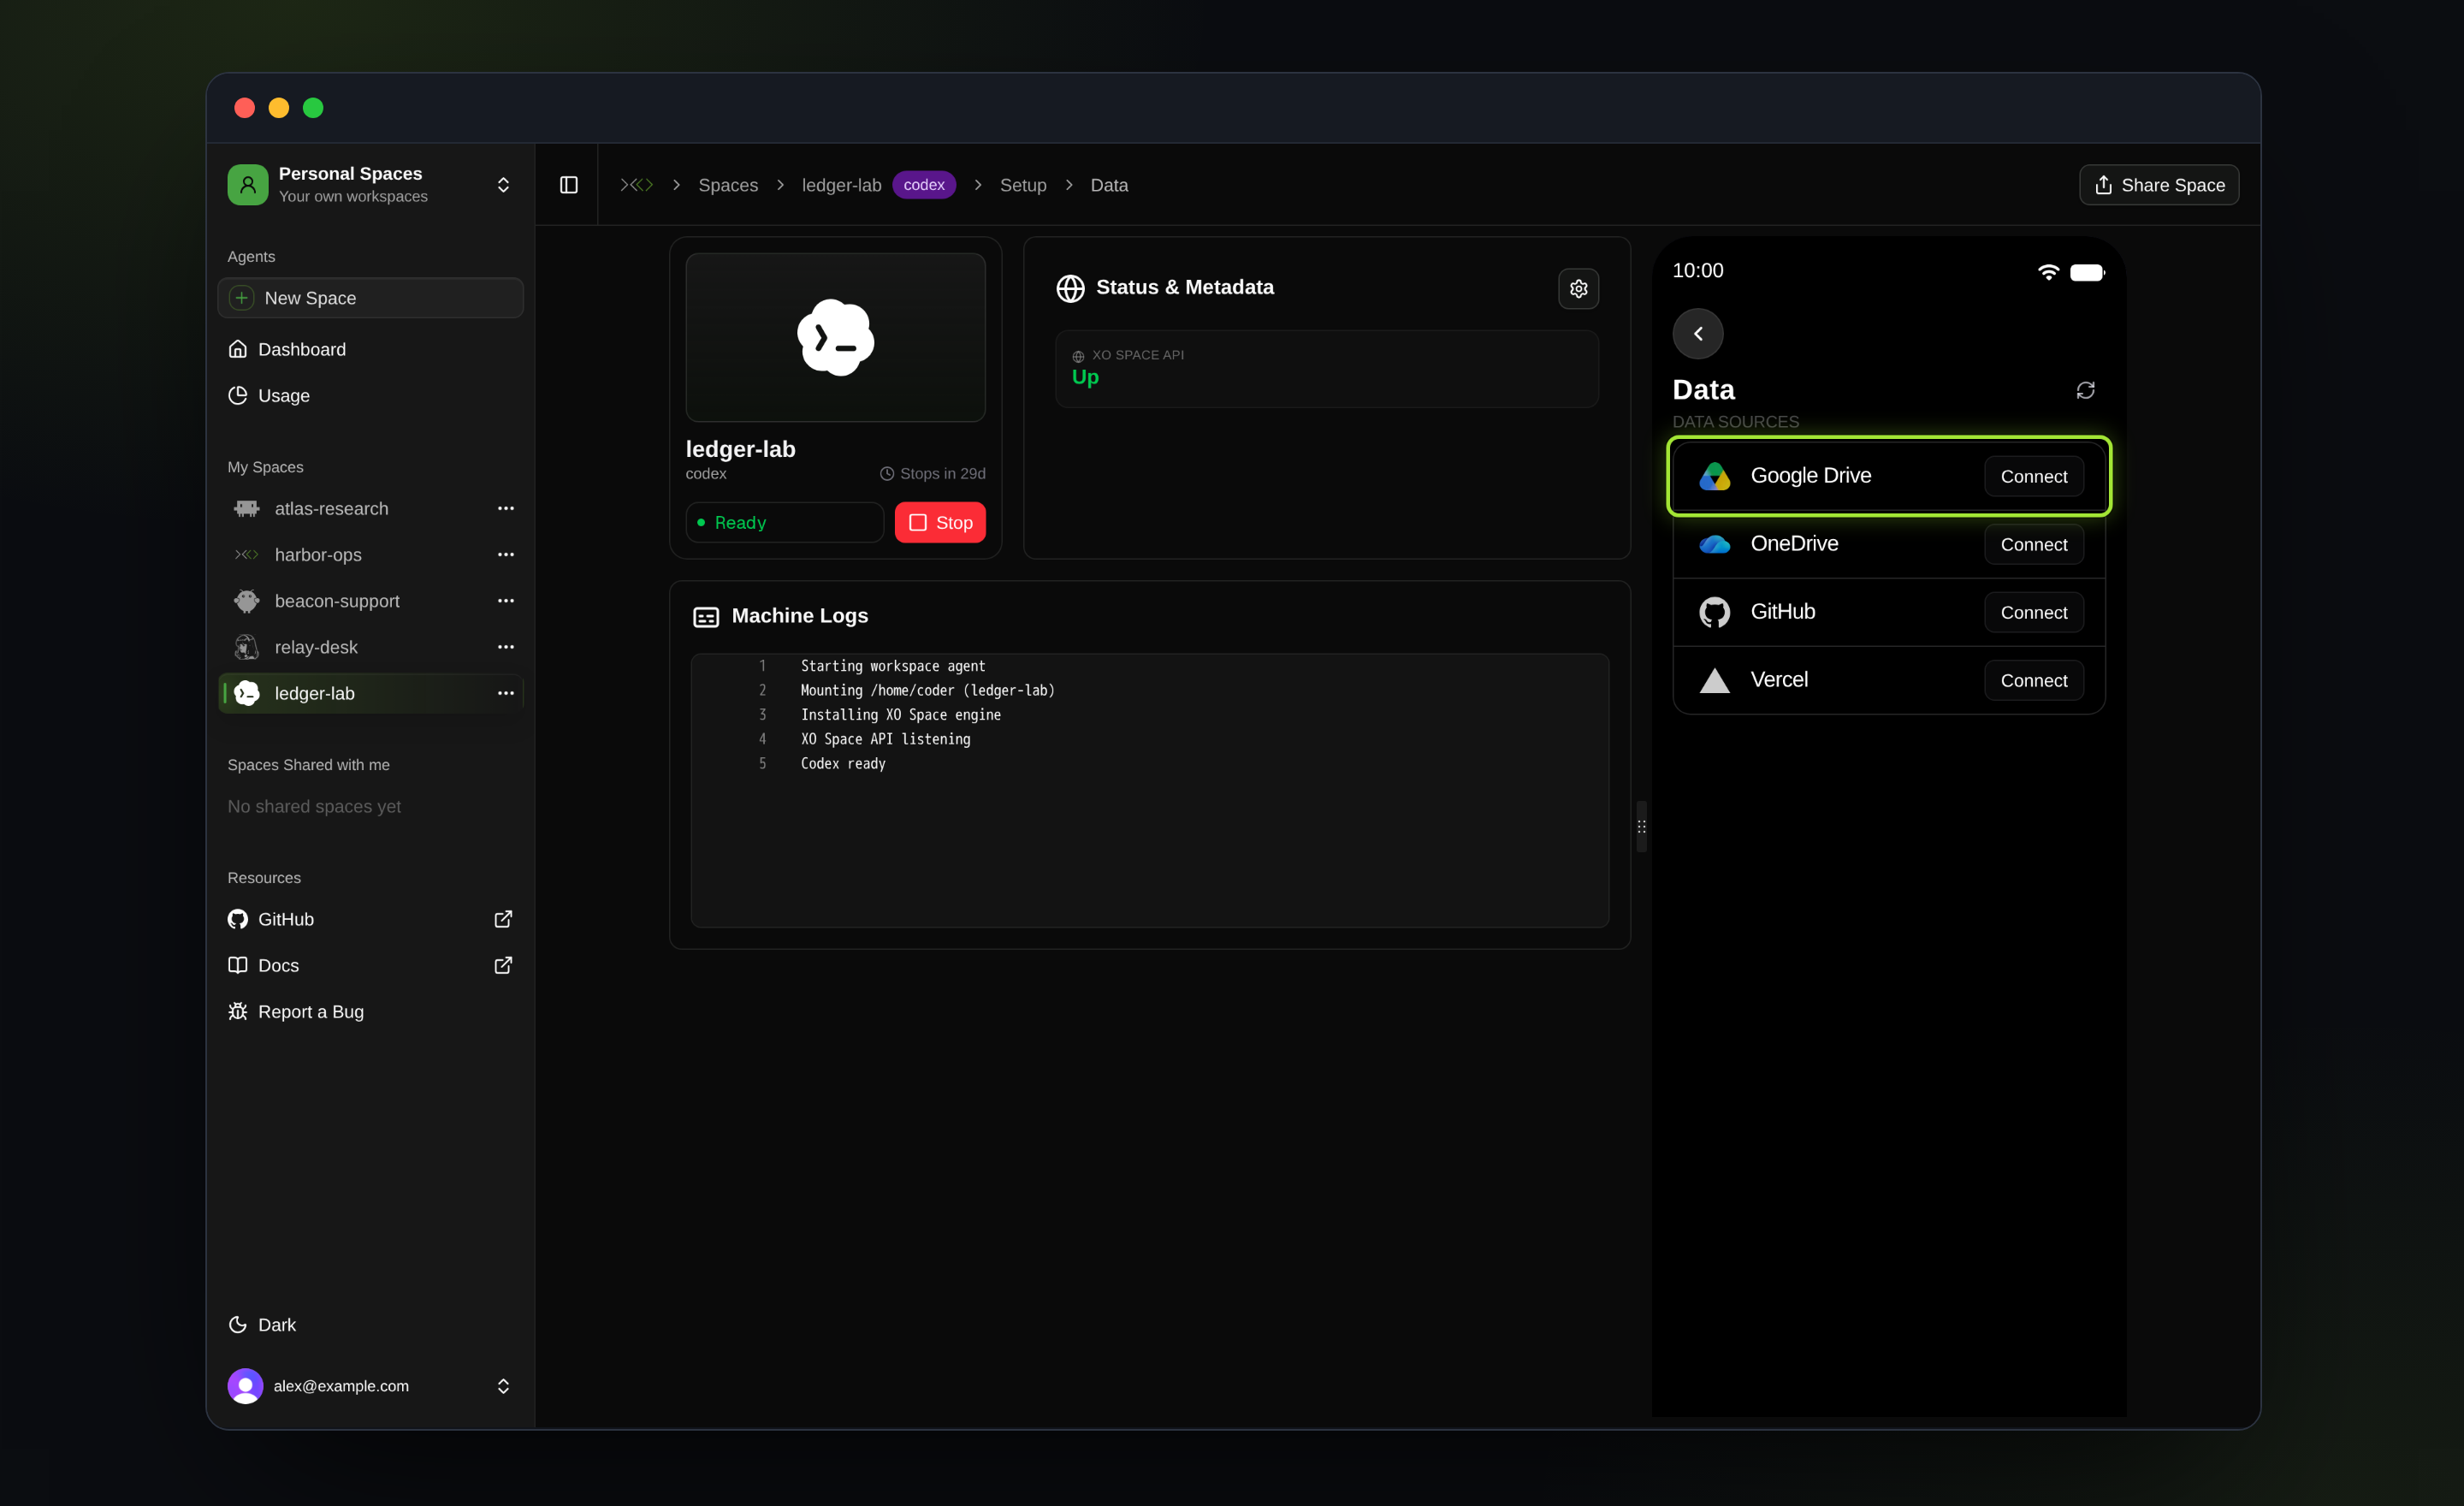 Personal Spaces
Your own workspaces
Agents
New Space
Dashboard
Usage
My Spaces
atlas-research
harbor-ops
beacon-support
relay-desk
ledger-lab
Spaces Shared with me
No shared spaces yet
Resources
GitHub
Docs
Report a Bug
Dark
alex@example.com
Spaces
ledger-lab codex
Setup
Data
Share Space
ledger-lab
codex
Stops in 29d
Ready
Stop
Status & Metadata
XO SPACE API
Up
Machine Logs
1 Starting workspace agent
2 Mounting /home/coder (ledger-lab)
3 Installing XO Space engine
4 XO Space API listening
5 Codex ready
10:00
Data
DATA SOURCES
Google Drive Connect
OneDrive Connect
GitHub Connect
Vercel Connect